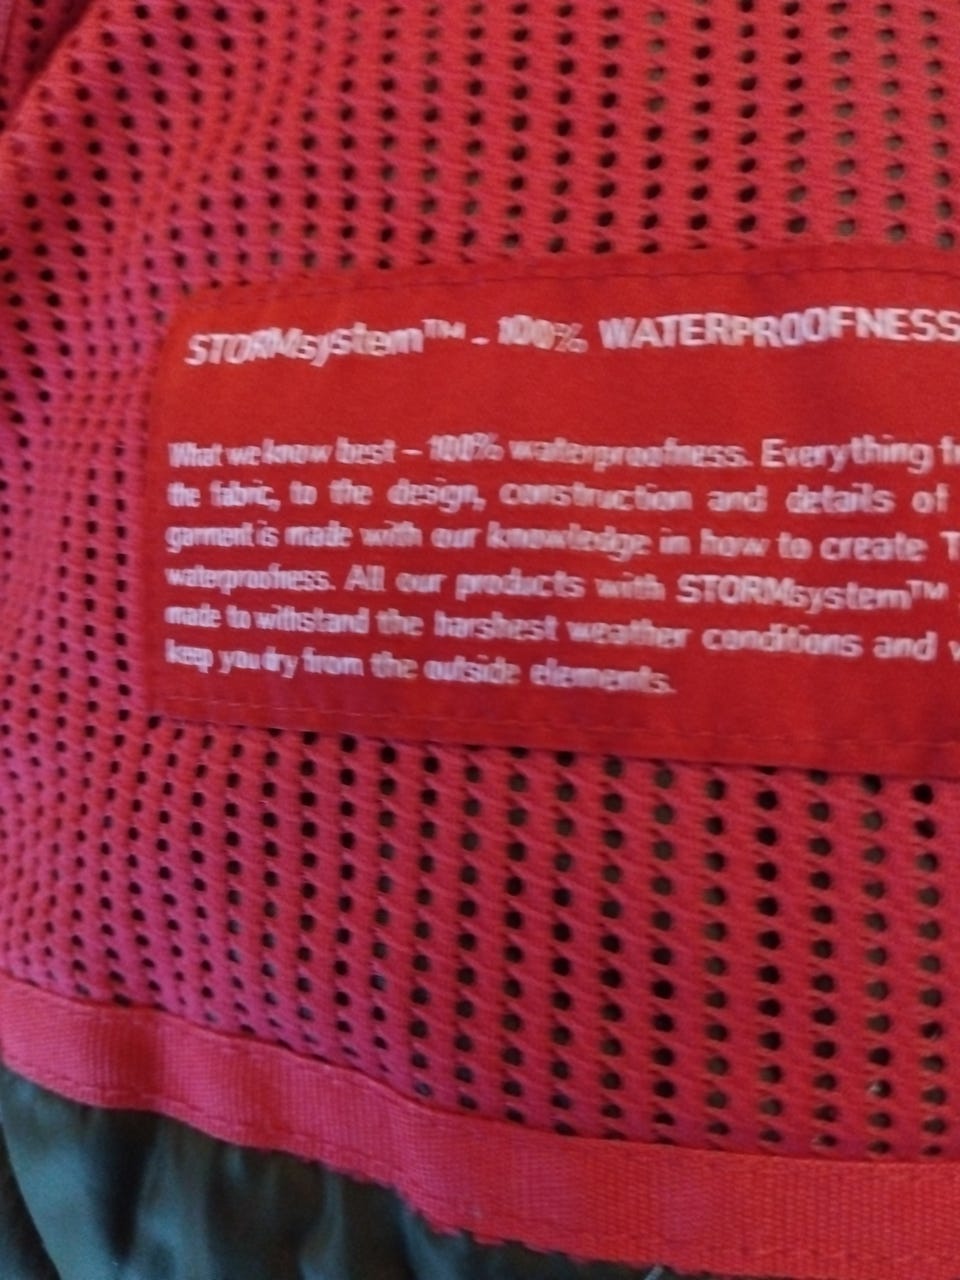 STORMsystem™ - 100% WATERPROOFNESS
What we know best – 100% waterproofness. Everything
the fabric, to the design, construction and details of
garment is made with our knowledge in how to create
waterproofness. All our products with STORMsystem™
made to withstand the harshest weather conditions and
keep you dry from the outside elements.